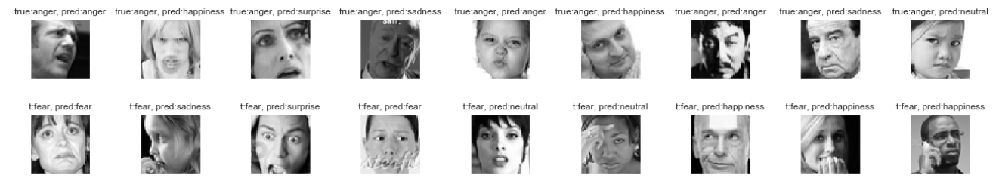 true:anger, pred:anger true:anger, pred:happiness true:anger, pred:surprise true:anger, pred:sadness true:anger, pred:anger true:anger, pred:happiness true:anger, pred:anger true:anger, pred:sadness true:anger, pred:neutral
t:fear, pred:fear t:fear, pred:sadness t:fear, pred:surprise t:fear, pred:fear t:fear, pred:neutral t:fear, pred:neutral t:fear, pred:happiness t:fear, pred:happiness t:fear, pred:happiness